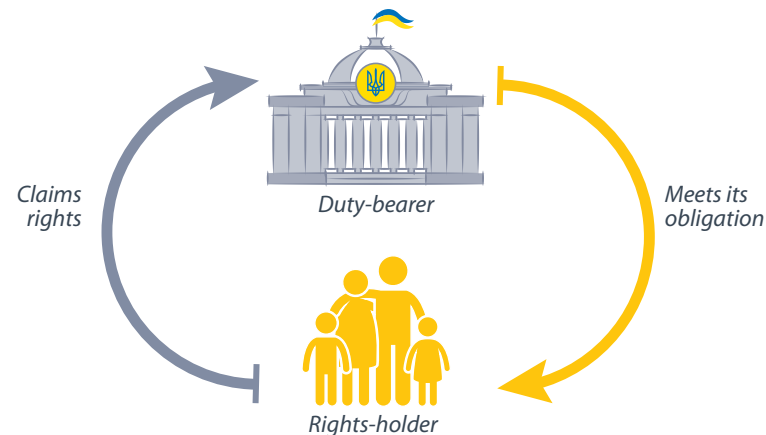 Claims
rights
Duty-bearer
Meets its
obligation
Rights-holder